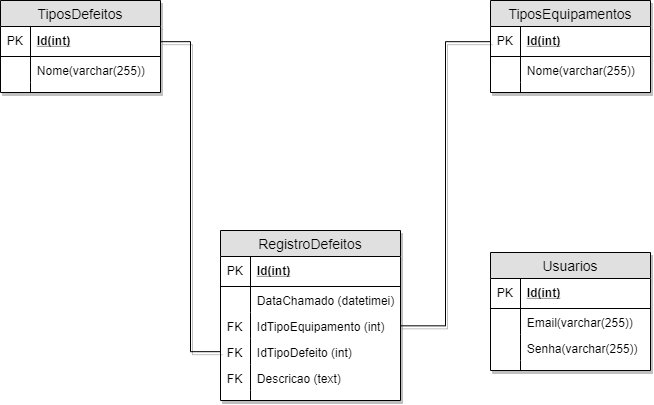 TiposDefeitos
PK Id(int)
Nome(varchar(255))
TiposEquipamentos
PK Id(int)
Nome(varchar(255))
RegistroDefeitos
PK Id(int)
DataChamado (datetimei)
FK IdTipoEquipamento (int)
FK IdTipoDefeito (int)
FK Descricao (text)
Usuarios
PK Id(int)
Email(varchar(255))
Senha(varchar(255))